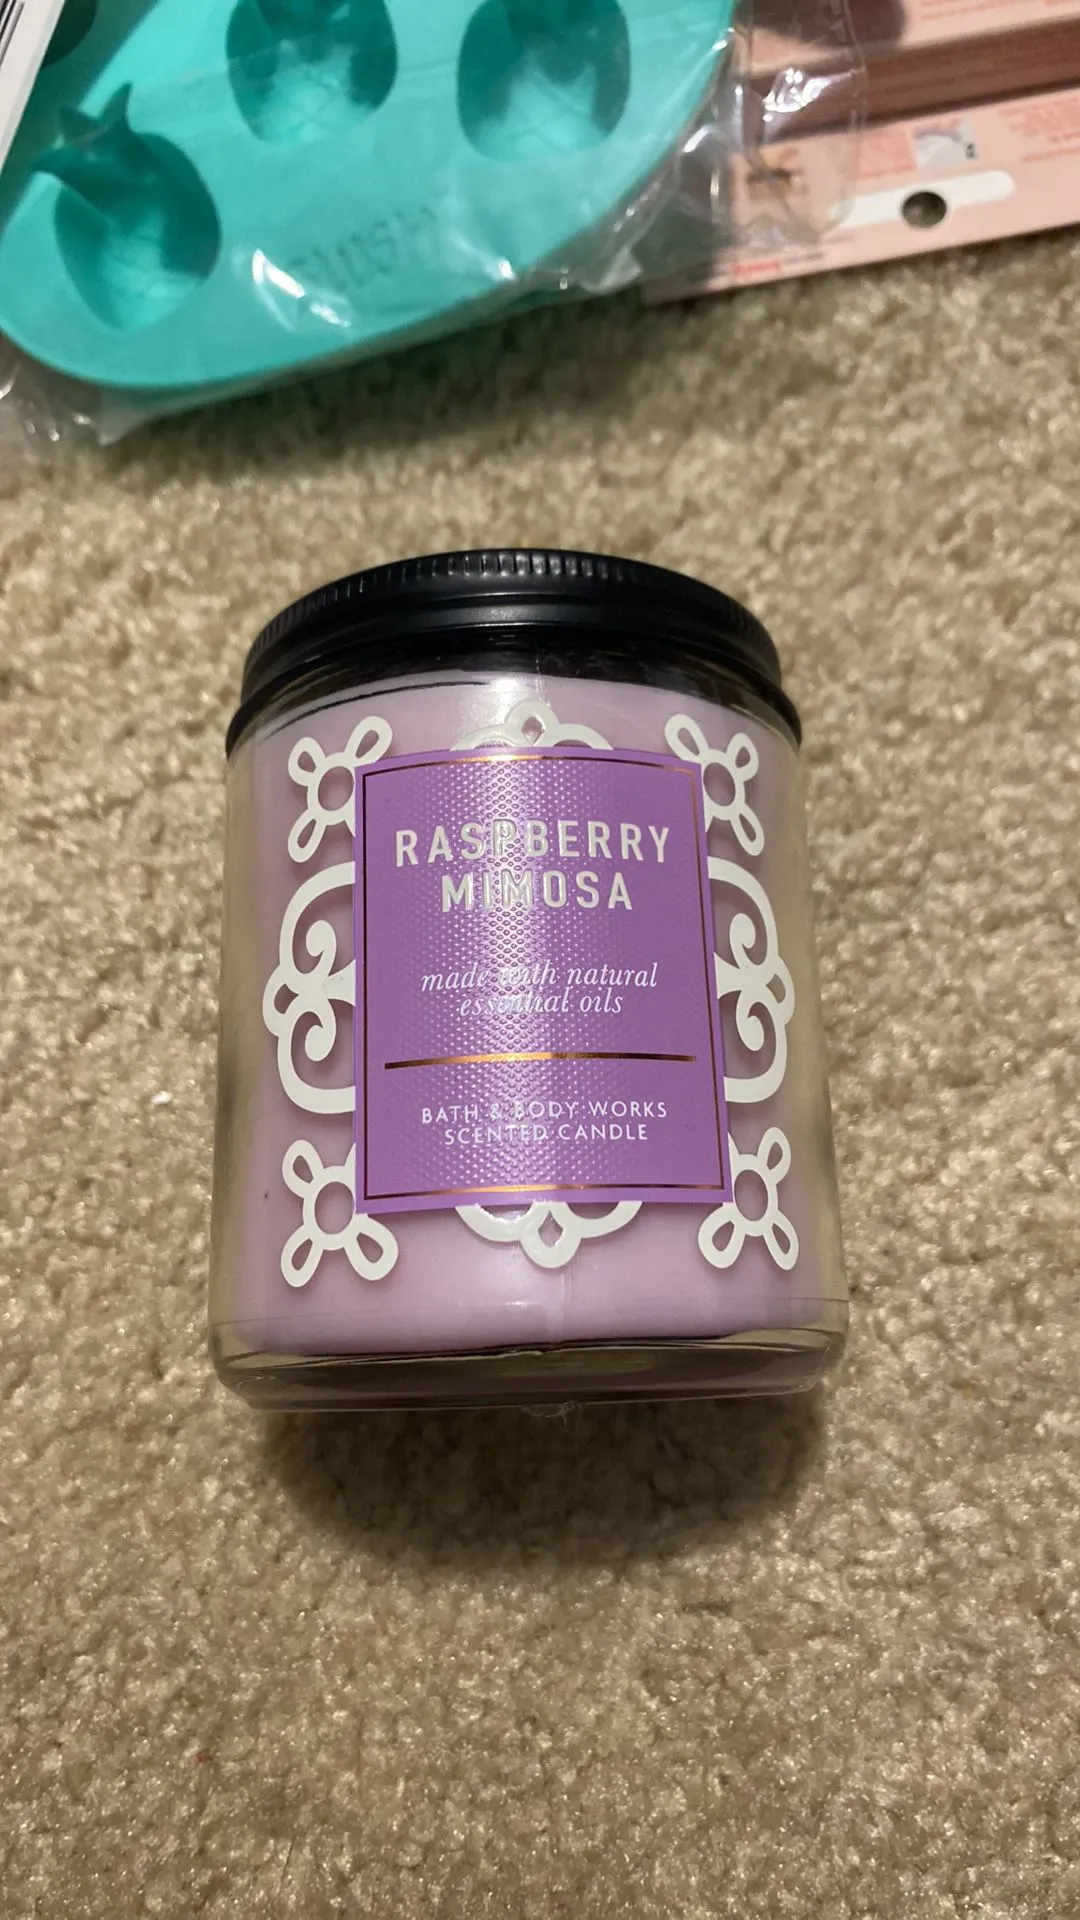 RASPBERRY
MIMOSA
made with natural
essential oils
BATH & BODY WORKS
SCENTED CANDLE